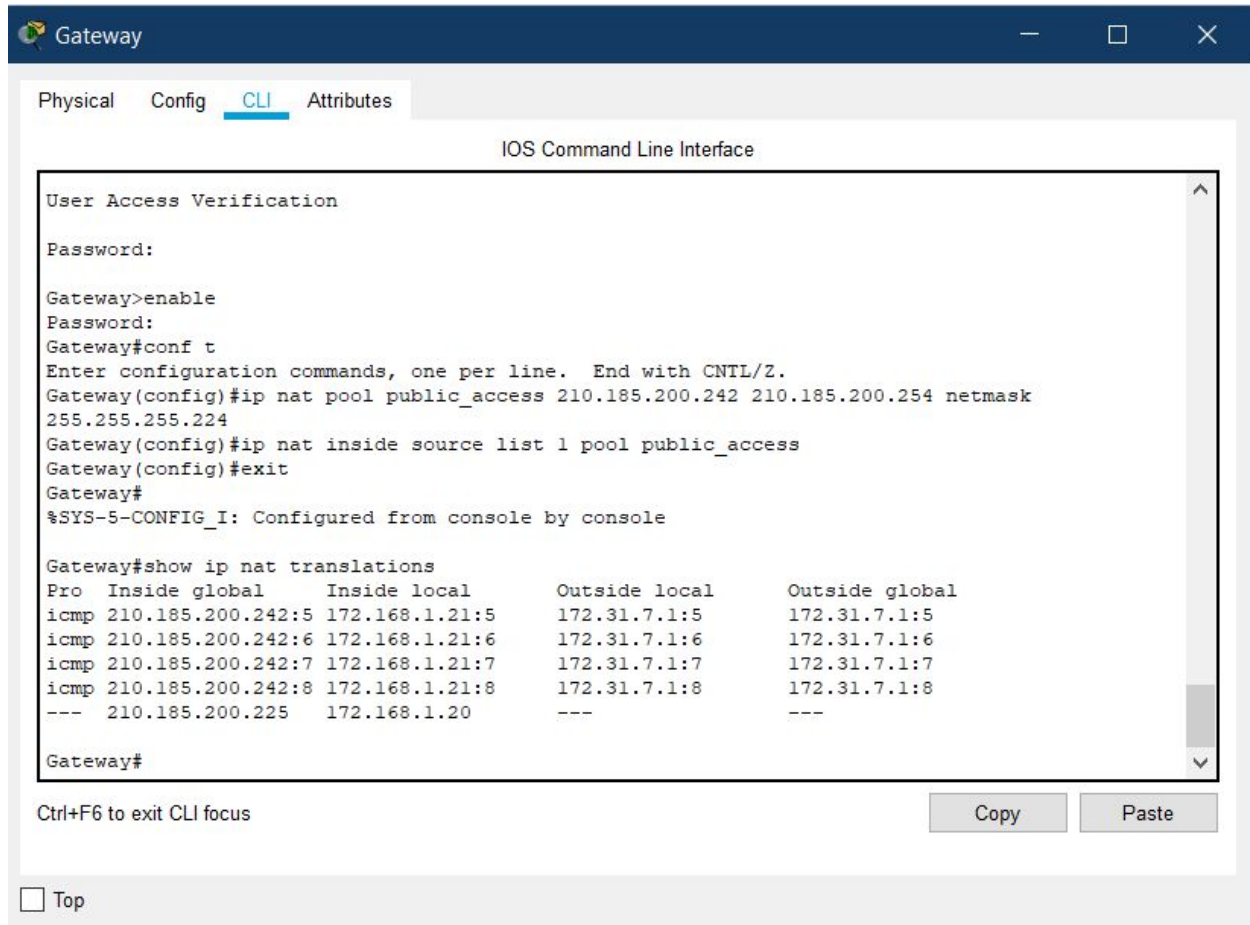 Gateway
Physical Config CLI Attributes
IOS Command Line Interface
User Access Verification
Password:
Gateway>enable
Password:
Gateway#conf t
Enter configuration commands, one per line.  End with CNTL/Z.
Gateway(config)#ip nat pool public_access 210.185.200.242 210.185.200.254 netmask
255.255.255.224
Gateway(config)#ip nat inside source list 1 pool public_access
Gateway(config)#exit
Gateway#
%SYS-5-CONFIG_I: Configured from console by console
Gateway#show ip nat translations
Pro  Inside global     Inside local       Outside local      Outside global
icmp 210.185.200.242:5 172.168.1.21:5     172.31.7.1:5       172.31.7.1:5
icmp 210.185.200.242:6 172.168.1.21:6     172.31.7.1:6       172.31.7.1:6
icmp 210.185.200.242:7 172.168.1.21:7     172.31.7.1:7       172.31.7.1:7
icmp 210.185.200.242:8 172.168.1.21:8     172.31.7.1:8       172.31.7.1:8
---  210.185.200.225   172.168.1.20       ---                ---
Gateway#
Ctrl+F6 to exit CLI focus
Copy Paste
Top